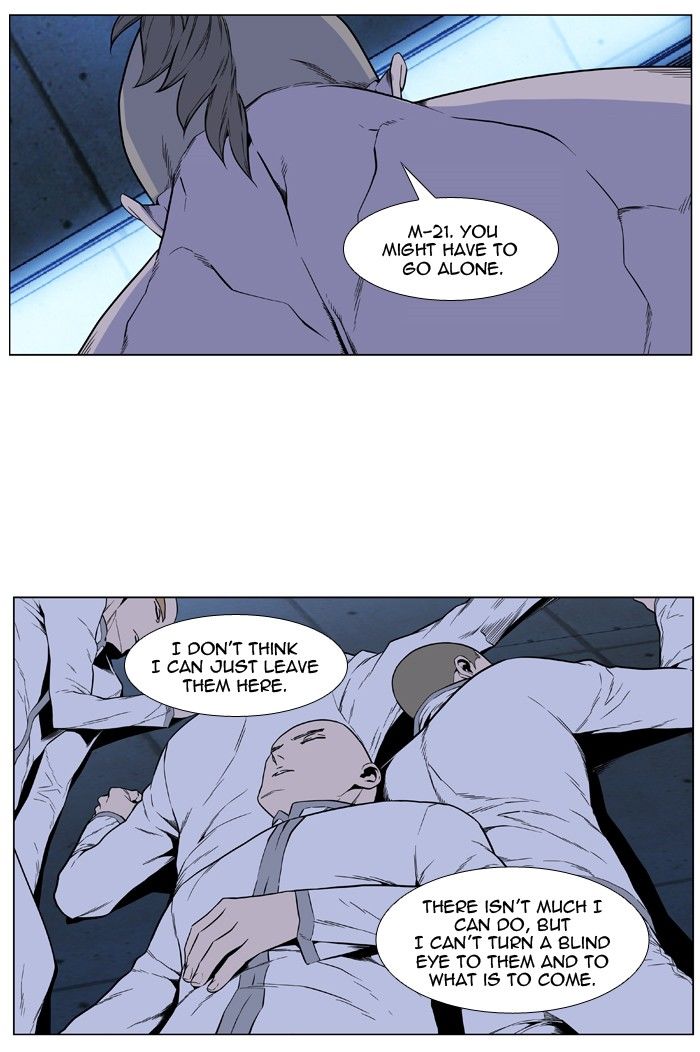 M-21. YOU
MIGHT HAVE TO
GO ALONE.
I DON'T THINK
I CAN JUST LEAVE
THEM HERE.
THERE ISN'T MUCH I
CAN DO, BUT
I CAN'T TURN A BLIND
EYE TO THEM AND TO
WHAT IS TO COME.